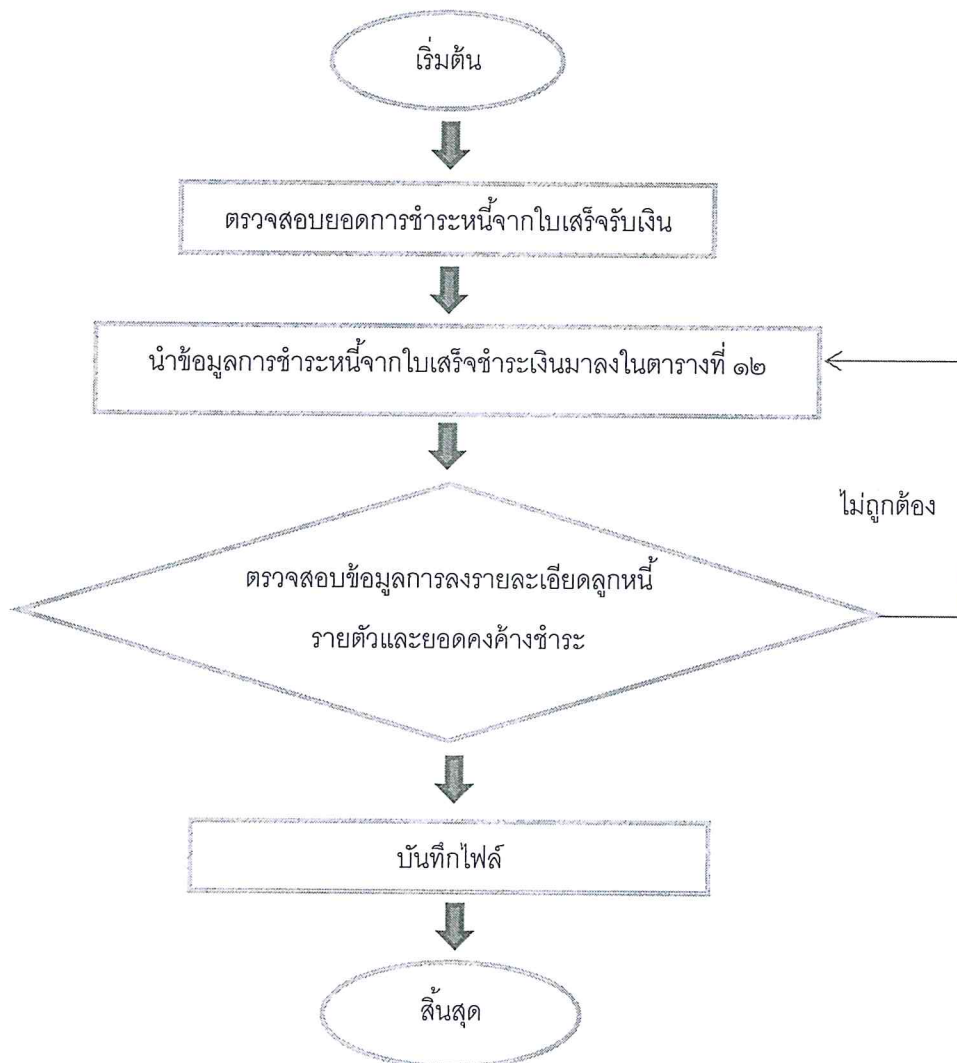 เริ่มต้น
ตรวจสอบยอดการชำระหนี้จากใบเสร็จรับเงิน
นำข้อมูลการชำระหนี้จากใบเสร็จชำระเงินมาลงในตารางที่ ๑๒
ไม่ถูกต้อง
ตรวจสอบข้อมูลการลงรายละเอียดลูกหนี้
รายตัวและยอดคงค้างชำระ
บันทึกไฟล์
สิ้นสุด